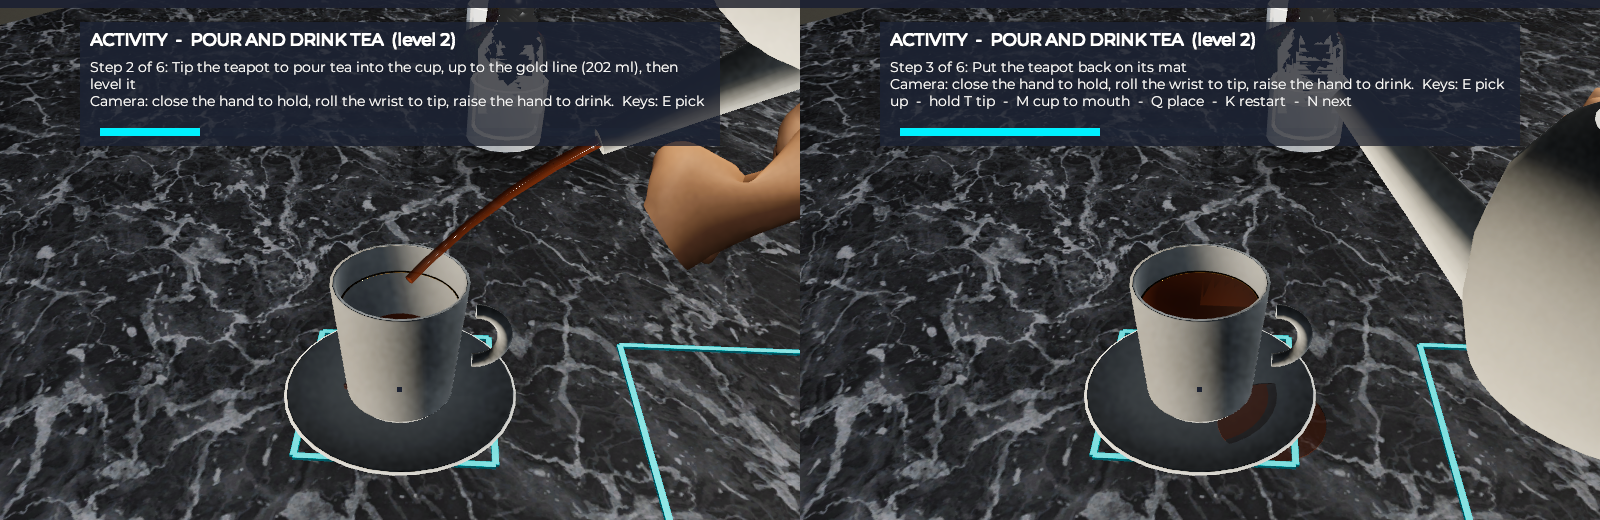 ACTIVITY - POUR AND DRINK TEA (level 2)
Step 2 of 6: Tip the teapot to pour tea into the cup, up to the gold line (202 ml), then
level it
Camera: close the hand to hold, roll the wrist to tip, raise the hand to drink. Keys: E pick
ACTIVITY - POUR AND DRINK TEA (level 2)
Step 3 of 6: Put the teapot back on its mat
Camera: close the hand to hold, roll the wrist to tip, raise the hand to drink. Keys: E pick
up - hold T tip - M cup to mouth - Q place - K restart - N next